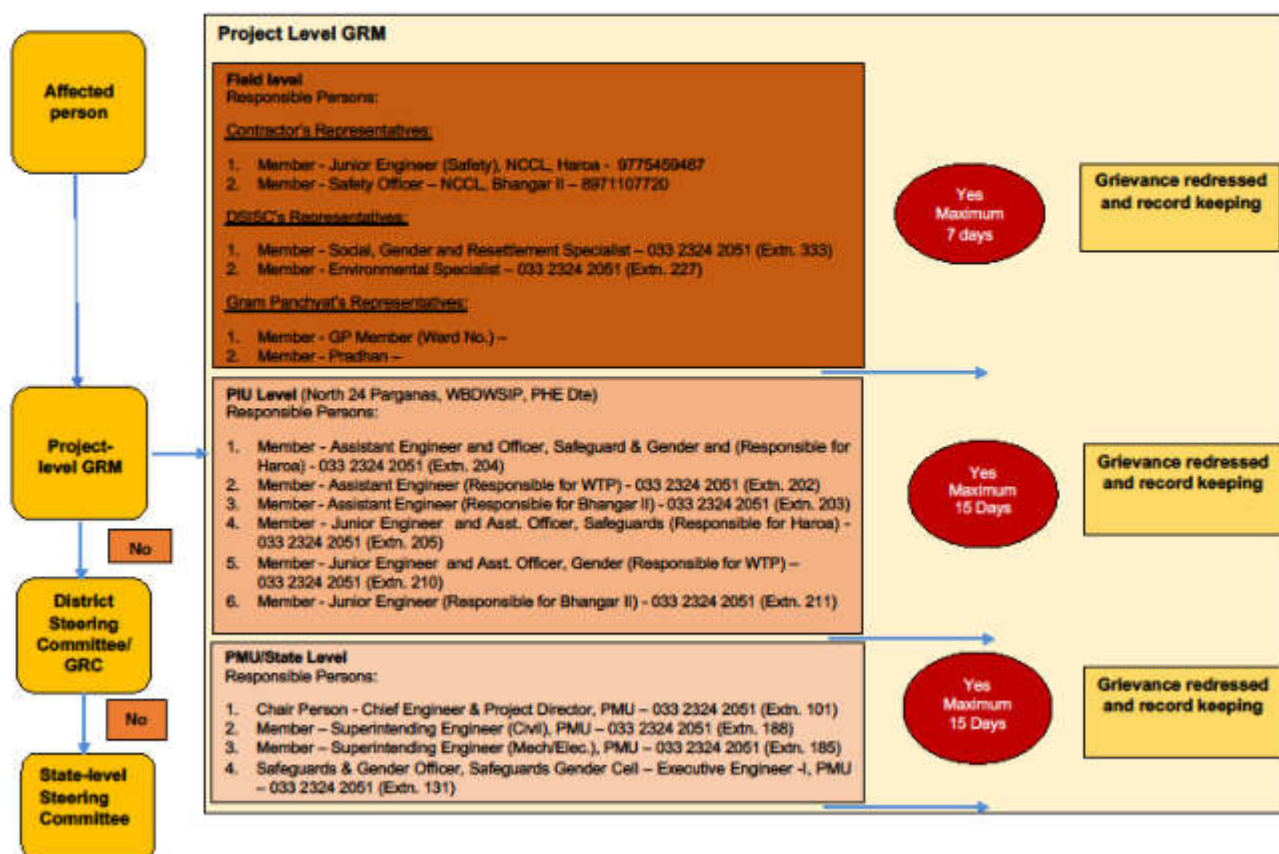 Affected
person
Project-
level GRM
No
District
Steering
Committee/
GRC
No
State-level
Steering
Committee
Project Level GRM
Field level
Responsible Persons:
Contractor's Representatives:
1. Member - Junior Engineer (Safety), NCCL, Haroa - 9775459487
2. Member - Safety Officer – NCCL, Bhangar II – 8971107720
DSISC's Representatives:
1. Member - Social, Gender and Resettlement Specialist – 033 2324 2051 (Extn. 333)
2. Member - Environmental Specialist – 033 2324 2051 (Extn. 227)
Gram Panchyat's Representatives:
1. Member - GP Member (Ward No.) –
2. Member - Pradhan –
Yes
Maximum
7 days
Grievance redressed
and record keeping
PIU Level (North 24 Parganas, WBDWSIP, PHE Dte)
Responsible Persons:
1. Member - Assistant Engineer and Officer, Safeguard & Gender and (Responsible for
Haroa) - 033 2324 2051 (Extn. 204)
2. Member - Assistant Engineer (Responsible for WTP) - 033 2324 2051 (Extn. 202)
3. Member - Assistant Engineer (Responsible for Bhangar II) - 033 2324 2051 (Extn. 203)
4. Member - Junior Engineer and Asst. Officer, Safeguards (Responsible for Haroa) -
033 2324 2051 (Extn. 205)
5. Member - Junior Engineer and Asst. Officer, Gender (Responsible for WTP) –
033 2324 2051 (Extn. 210)
6. Member - Junior Engineer (Responsible for Bhangar II) - 033 2324 2051 (Extn. 211)
Yes
Maximum
15 Days
Grievance redressed
and record keeping
PMU/State Level
Responsible Persons:
1. Chair Person - Chief Engineer & Project Director, PMU – 033 2324 2051 (Extn. 101)
2. Member – Superintending Engineer (Civil), PMU – 033 2324 2051 (Extn. 188)
3. Member – Superintending Engineer (Mech/Elec.), PMU – 033 2324 2051 (Extn. 185)
4. Safeguards & Gender Officer, Safeguards Gender Cell – Executive Engineer -I, PMU
– 033 2324 2051 (Extn. 131)
Yes
Maximum
15 Days
Grievance redressed
and record keeping